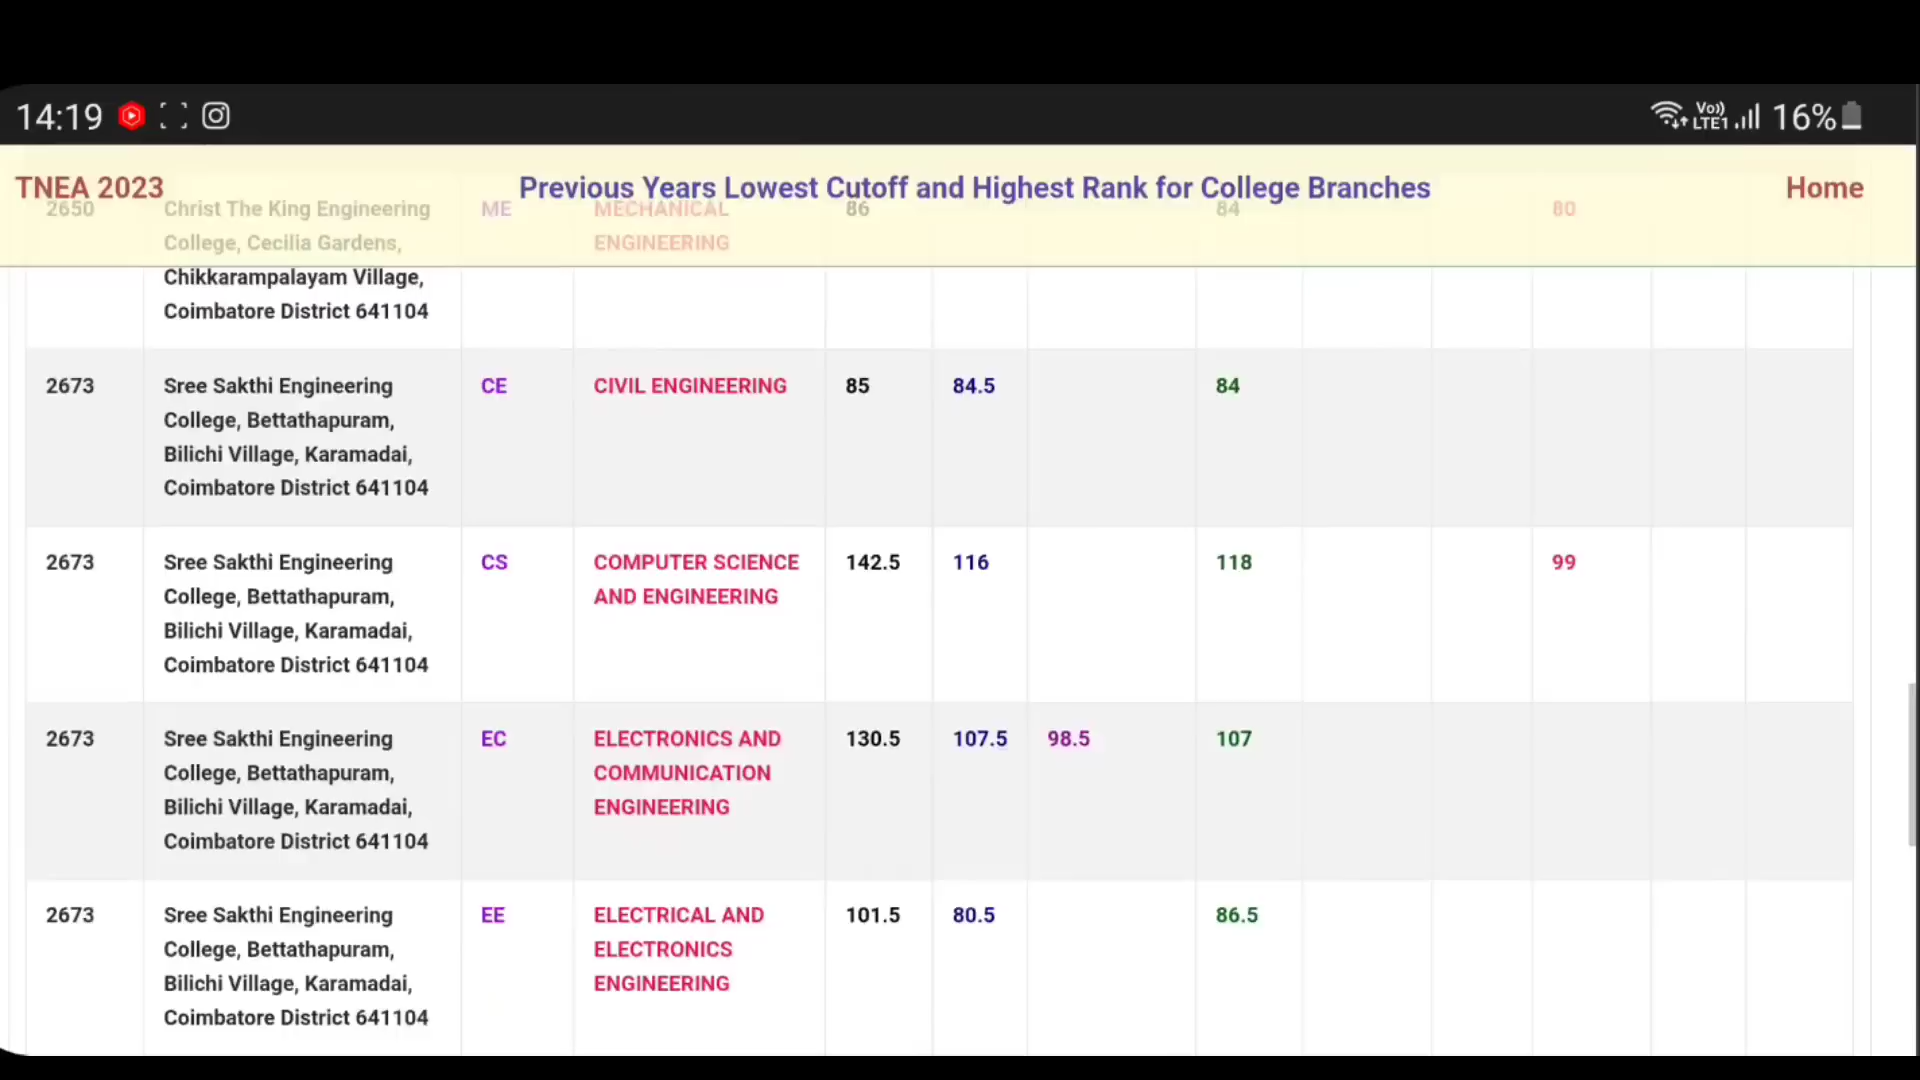 14:19 Vo)) LTE1 16%
TNEA 2023 Previous Years Lowest Cutoff and Highest Rank for College Branches Home
2650 Christ The King Engineering ME MECHANICAL 86 84 80
College, Cecilia Gardens, ENGINEERING
Chikkarampalayam Village,
Coimbatore District 641104
2673 Sree Sakthi Engineering CE CIVIL ENGINEERING 85 84.5 84
College, Bettathapuram,
Bilichi Village, Karamadai,
Coimbatore District 641104
2673 Sree Sakthi Engineering CS COMPUTER SCIENCE 142.5 116 118 99
College, Bettathapuram, AND ENGINEERING
Bilichi Village, Karamadai,
Coimbatore District 641104
2673 Sree Sakthi Engineering EC ELECTRONICS AND 130.5 107.5 98.5 107
College, Bettathapuram, COMMUNICATION
Bilichi Village, Karamadai, ENGINEERING
Coimbatore District 641104
2673 Sree Sakthi Engineering EE ELECTRICAL AND 101.5 80.5 86.5
College, Bettathapuram, ELECTRONICS
Bilichi Village, Karamadai, ENGINEERING
Coimbatore District 641104